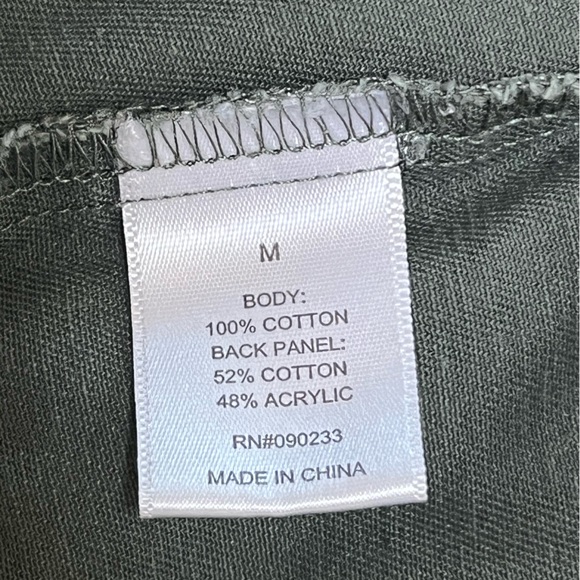 M
BODY:
100% COTTON
BACK PANEL:
52% COTTON
48% ACRYLIC
RN#090233
MADE IN CHINA